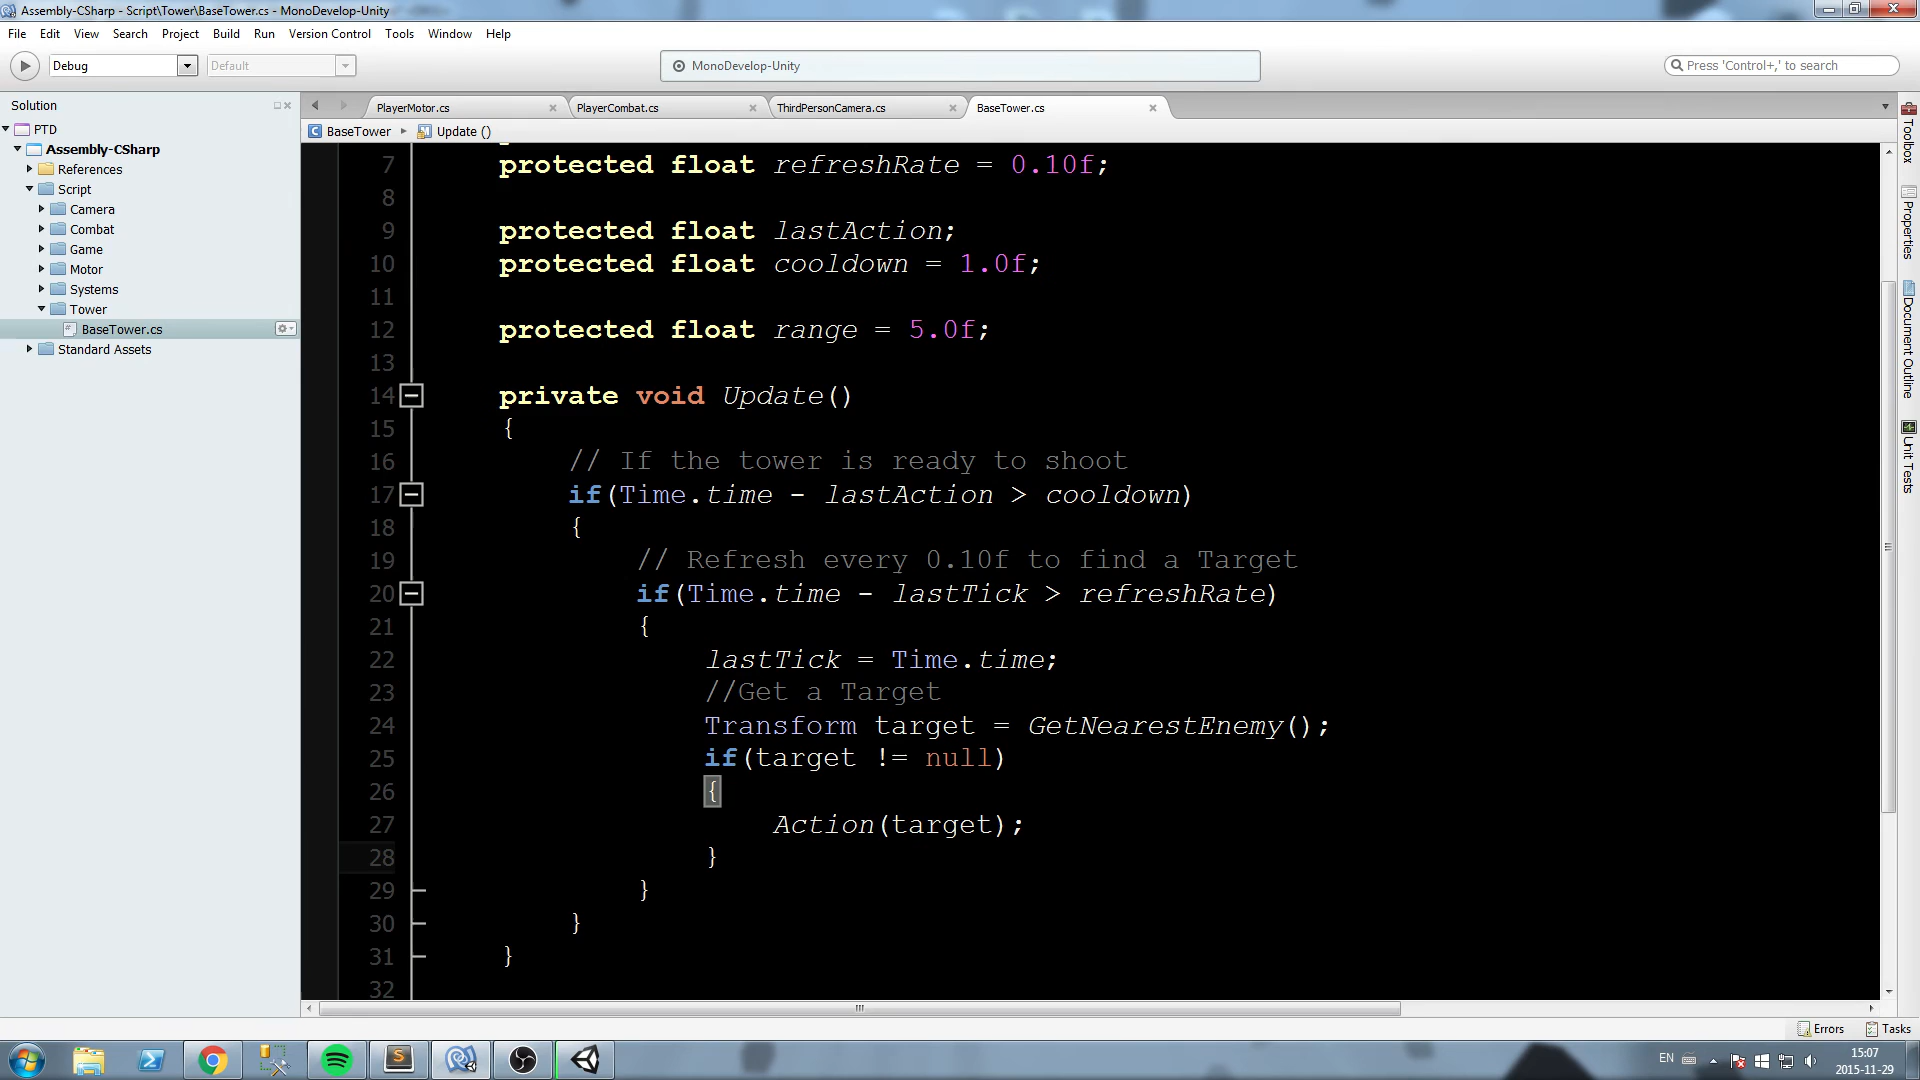 Assembly-CSharp - Script\Tower\BaseTower.cs - MonoDevelop-Unity
File Edit View Search Project Build Run Version Control Tools Window Help
Debug Default MonoDevelop-Unity Press 'Control+,' to search
Solution PlayerMotor.cs PlayerCombat.cs ThirdPersonCamera.cs BaseTower.cs
PTD
Assembly-CSharp
References
Script
Camera
Combat
Game
Motor
Systems
Tower
BaseTower.cs
Standard Assets
BaseTower Update ()
7 protected float refreshRate = 0.10f;
8
9 protected float lastAction;
10 protected float cooldown = 1.0f;
11
12 protected float range = 5.0f;
13
14 private void Update()
15 {
16 // If the tower is ready to shoot
17 if(Time.time - lastAction > cooldown)
18 {
19 // Refresh every 0.10f to find a Target
20 if(Time.time - lastTick > refreshRate)
21 {
22 lastTick = Time.time;
23 //Get a Target
24 Transform target = GetNearestEnemy();
25 if(target != null)
26 {
27 Action(target);
28 }
29 }
30 }
31 }
32
Toolbox
Properties
Document Outline
Unit Tests
Errors Tasks
EN 15:07
2015-11-29